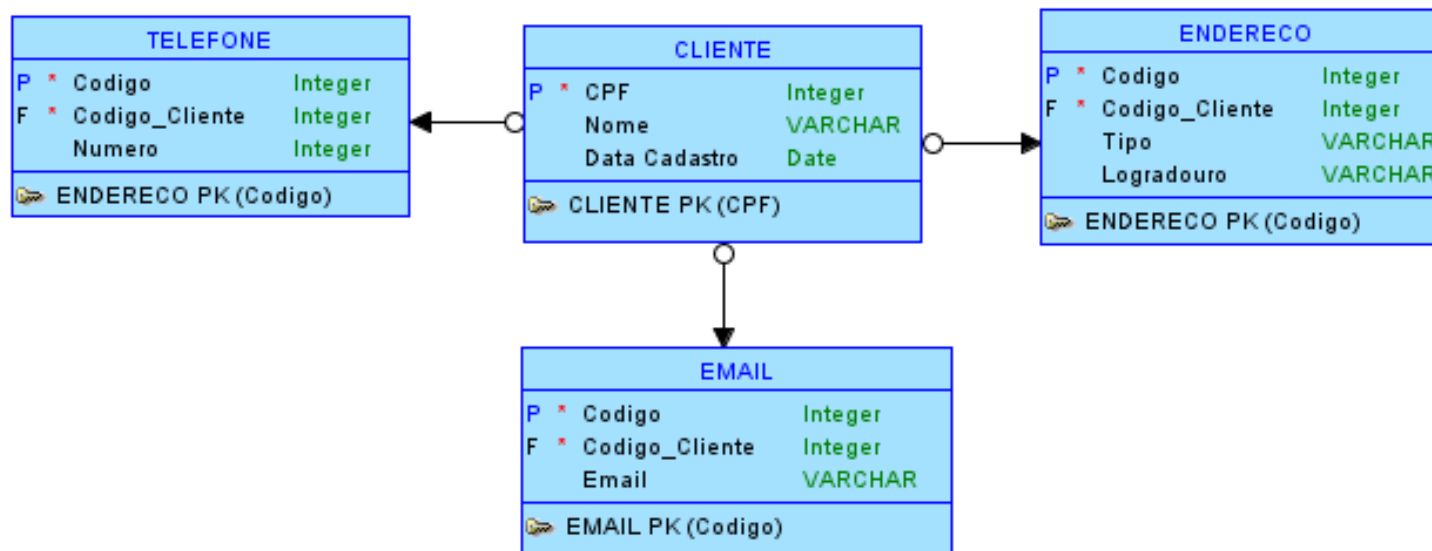 TELEFONE
P * Codigo Integer
F * Codigo_Cliente Integer
Numero Integer
ENDERECO PK (Codigo)
CLIENTE
P * CPF Integer
Nome VARCHAR
Data Cadastro Date
CLIENTE PK (CPF)
ENDERECO
P * Codigo Integer
F * Codigo_Cliente Integer
Tipo VARCHAR
Logradouro VARCHAR
ENDERECO PK (Codigo)
EMAIL
P * Codigo Integer
F * Codigo_Cliente Integer
Email VARCHAR
EMAIL PK (Codigo)